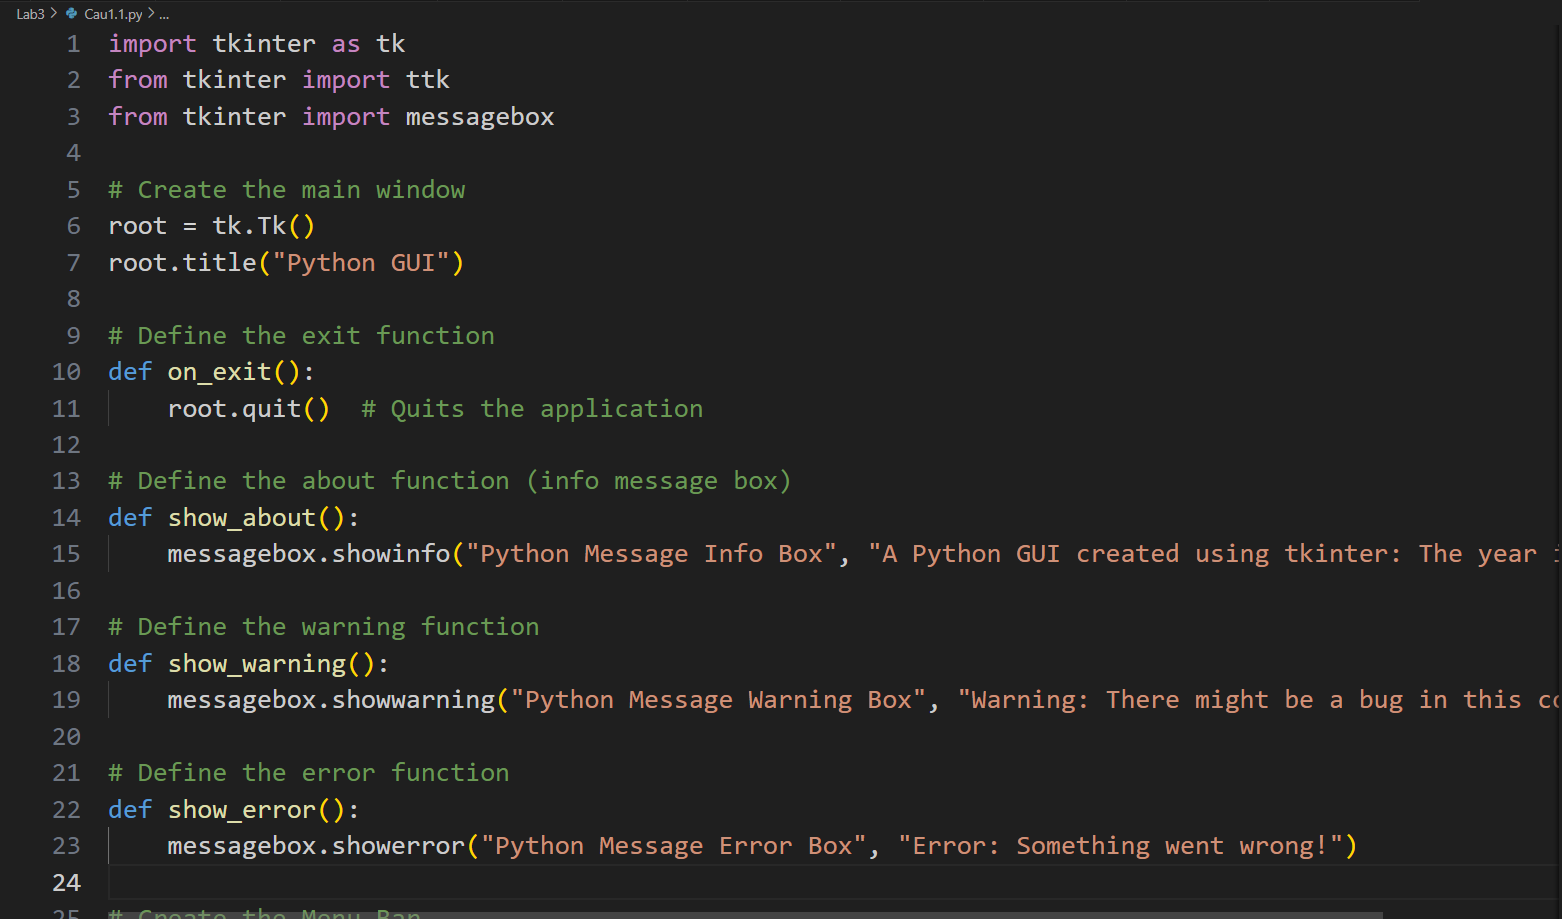 Lab3 > Cau1.1.py > ...
1 import tkinter as tk
2 from tkinter import ttk
3 from tkinter import messagebox
4
5 # Create the main window
6 root = tk.Tk()
7 root.title("Python GUI")
8
9 # Define the exit function
10 def on_exit():
11     root.quit()  # Quits the application
12
13 # Define the about function (info message box)
14 def show_about():
15     messagebox.showinfo("Python Message Info Box", "A Python GUI created using tkinter: The year
16
17 # Define the warning function
18 def show_warning():
19     messagebox.showwarning("Python Message Warning Box", "Warning: There might be a bug in this
20
21 # Define the error function
22 def show_error():
23     messagebox.showerror("Python Message Error Box", "Error: Something went wrong!")
24
25 # Create the Menu Bar